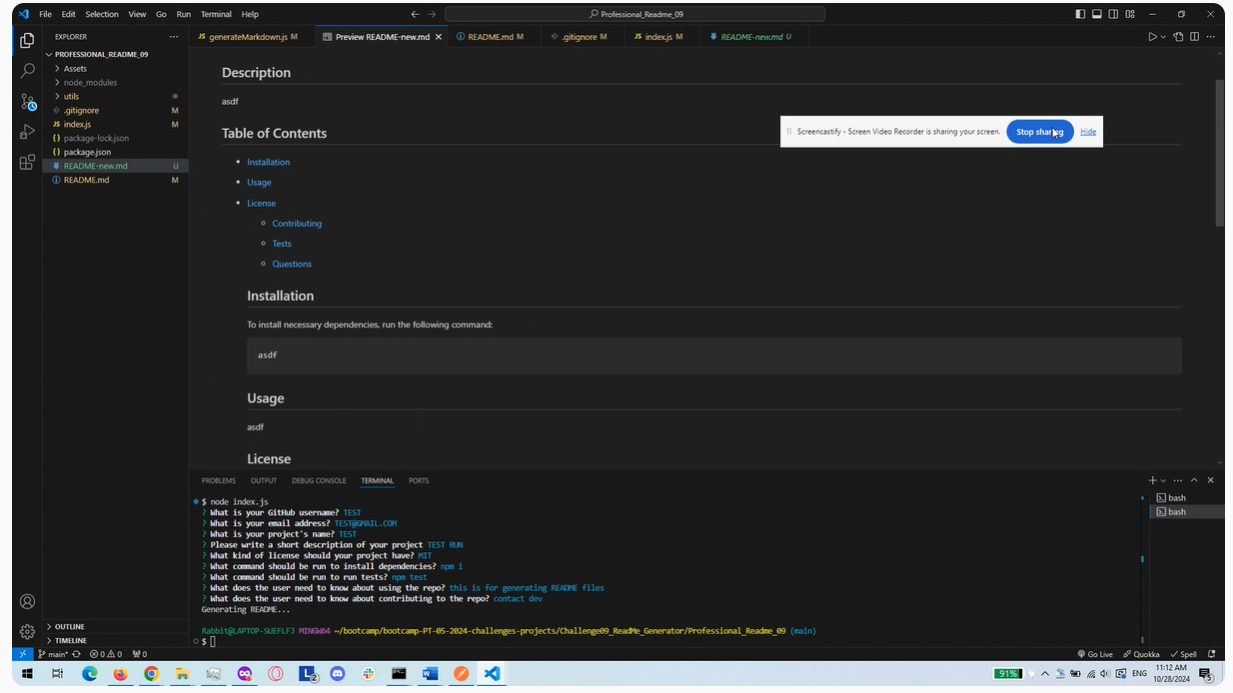 File Edit Selection View Go Run Terminal Help
Professional_Readme_09
EXPLORER
generateMarkdown.js M
Preview README-new.md
README.md M
.gitignore M
index.js M
README-new.md U
PROFESSIONAL_README_09
Assets
node_modules
utils
.gitignore M
index.js M
package-lock.json
package.json
README-new.md U
README.md M
OUTLINE
TIMELINE
Description
asdf
Table of Contents
Installation
Usage
License
Contributing
Tests
Questions
Installation
To install necessary dependencies, run the following command:
asdf
Usage
asdf
License
Screencastify - Screen Video Recorder is sharing your screen. Stop sharing Hide
PROBLEMS OUTPUT DEBUG CONSOLE TERMINAL PORTS
$ node index.js
? What is your GitHub username? TEST
? What is your email address? TEST@GMAIL.COM
? What is your project's name? TEST
? Please write a short description of your project TEST RUN
? What kind of license should your project have? MIT
? What command should be run to install dependencies? npm i
? What command should be run to run tests? npm test
? What does the user need to know about using the repo? this is for generating README files
? What does the user need to know about contributing to the repo? contact dev
Generating README...
Rabbit@LAPTOP-SUEFLFJ MINGW64 ~/bootcamp/bootcamp-PT-05-2024-challenges-projects/Challenge09_ReadMe_Generator/Professional_Readme_09 (main)
$
bash
bash
main* 0 0 0
Go Live Quokka Spell
91%
ENG
11:12 AM
10/28/2024